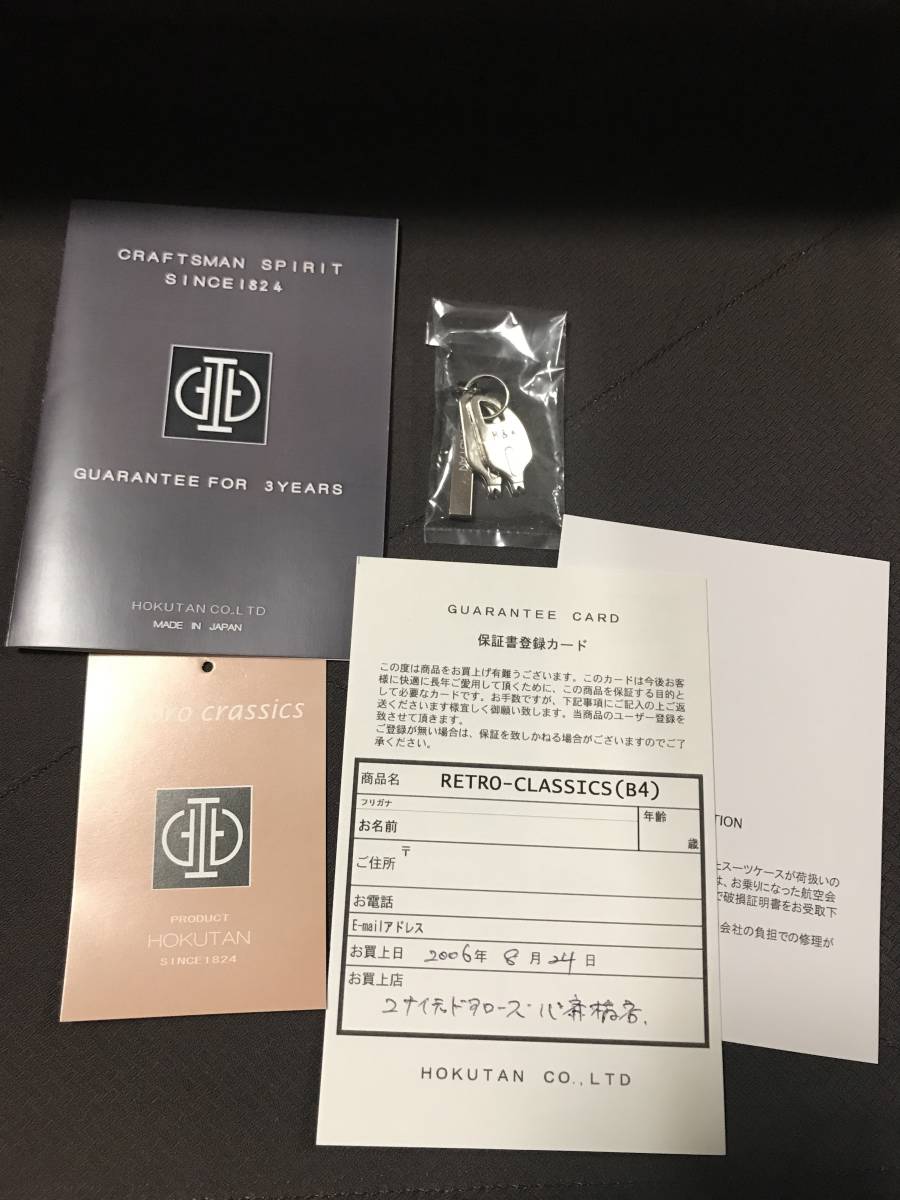 CRAFTSMAN SPIRIT
SINCE1824
GUARANTEE FOR 3YEARS
HOKUTAN CO.,LTD
MADE IN JAPAN
ro crassics
PRODUCT
HOKUTAN
SINCE1824
GUARANTEE CARD
保証書登録カード
この度は商品をお買上げ有難うございます。このカードは今後お客
様に快適に長年ご愛用して頂くために、この商品を保証する目的と
して必要なカードです。お手数ですが、下記事項にご記入の上ご返
送くださいます様宜しく御願い致します。当商品のユーザー登録を
致させて頂きます。
ご登録が無い場合は、保証を致しかねる場合がございますのでご了
承ください。
商品名 RETRO-CLASSICS(B4)
フリガナ
お名前
年齢
歳
ご住所 〒
お電話
E-mailアドレス
お買上日 2006年 8月24日
お買上店
ユナイテッドアローズ 心斎橋店
HOKUTAN CO.,LTD
TION
スーツケースが荷扱いの
は、お乗りになった航空会
で破損証明書をお受取下
会社の負担での修理が